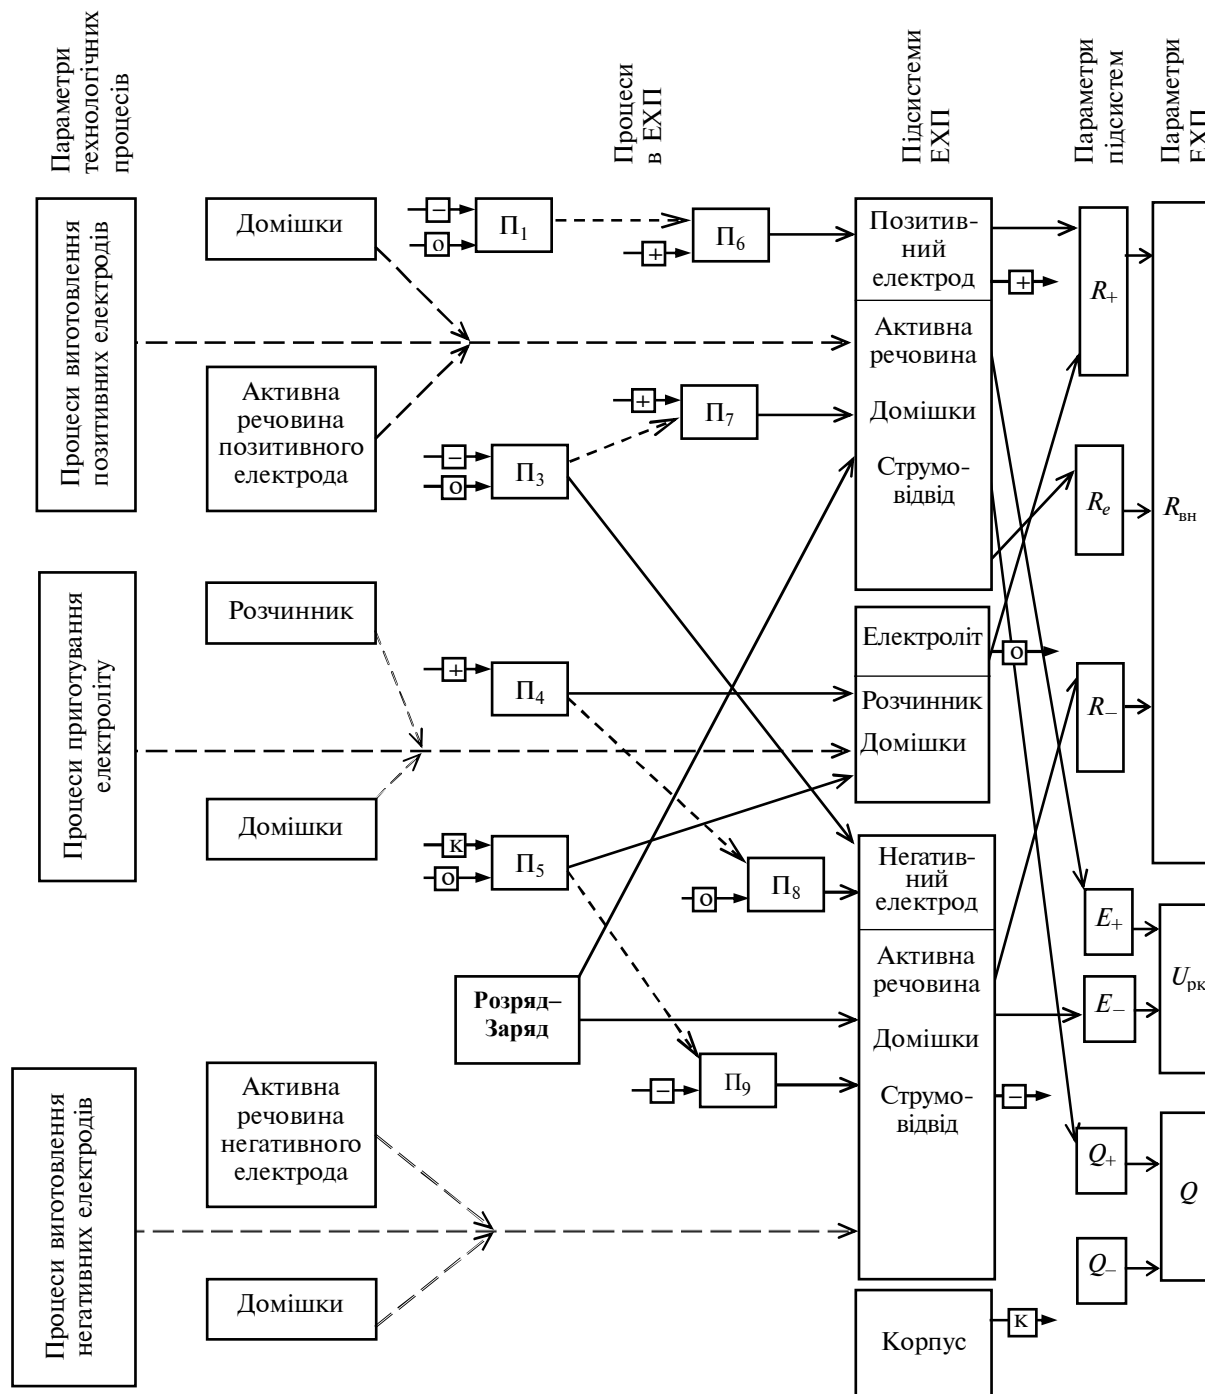 Параметри
технологічних
процесів
Процеси
в ЕХП
Підсистеми
ЕХП
Параметри
підсистем
Параметри
ЕХП
Процеси виготовлення
позитивних електродів
Домішки
Активна
речовина
позитивного
електрода
−
о
П1
+
П6
+
П7
−
о
П3
Позитив-
ний
електрод
Активна
речовина
Домішки
Струмо-
відвід
+
R+
Re
Rвн
Процеси приготування
електроліту
Розчинник
Домішки
+
П4
к
о
П5
о
П8
Електроліт
Розчинник
Домішки
о
R−
Розряд–
Заряд
−
П9
Негатив-
ний
електрод
Активна
речовина
Домішки
Струмо-
відвід
−
E+
E−
Uрк
Процеси виготовлення
негативних електродів
Активна
речовина
негативного
електрода
Домішки
Q+
Q−
Q
Корпус
к